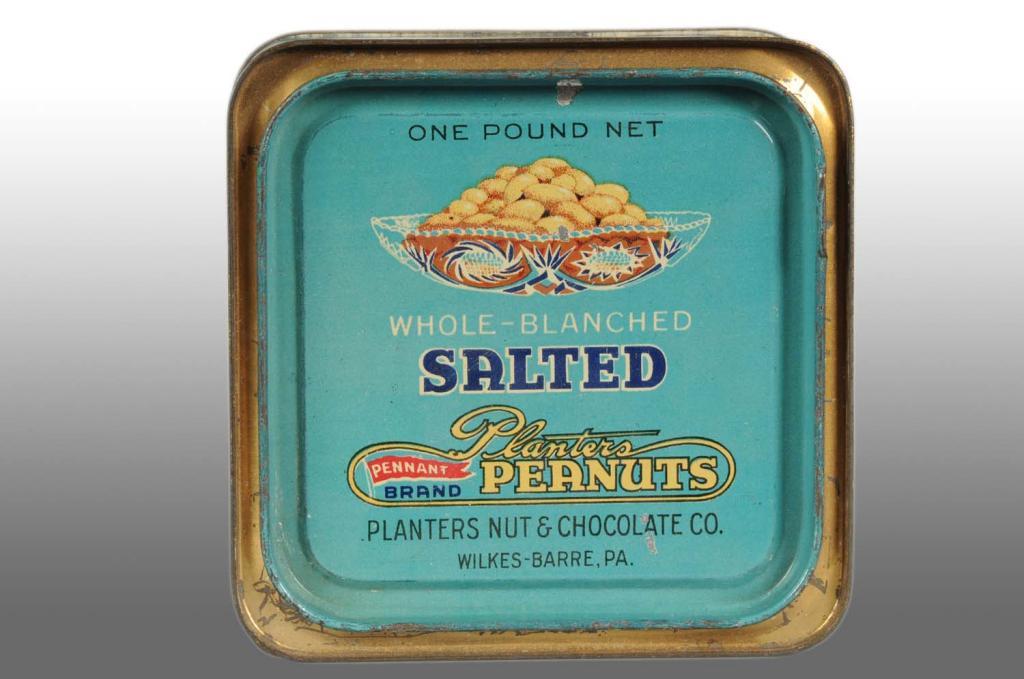 ONE POUND NET
WHOLE-BLANCHED
SALTED
Planters
PENNANT PEANUTS
BRAND
PLANTERS NUT & CHOCOLATE CO.
WILKES-BARRE, PA.